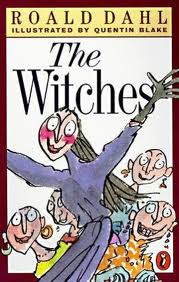 ROALD DAHL
ILLUSTRATED BY QUENTIN BLAKE
The
Witches